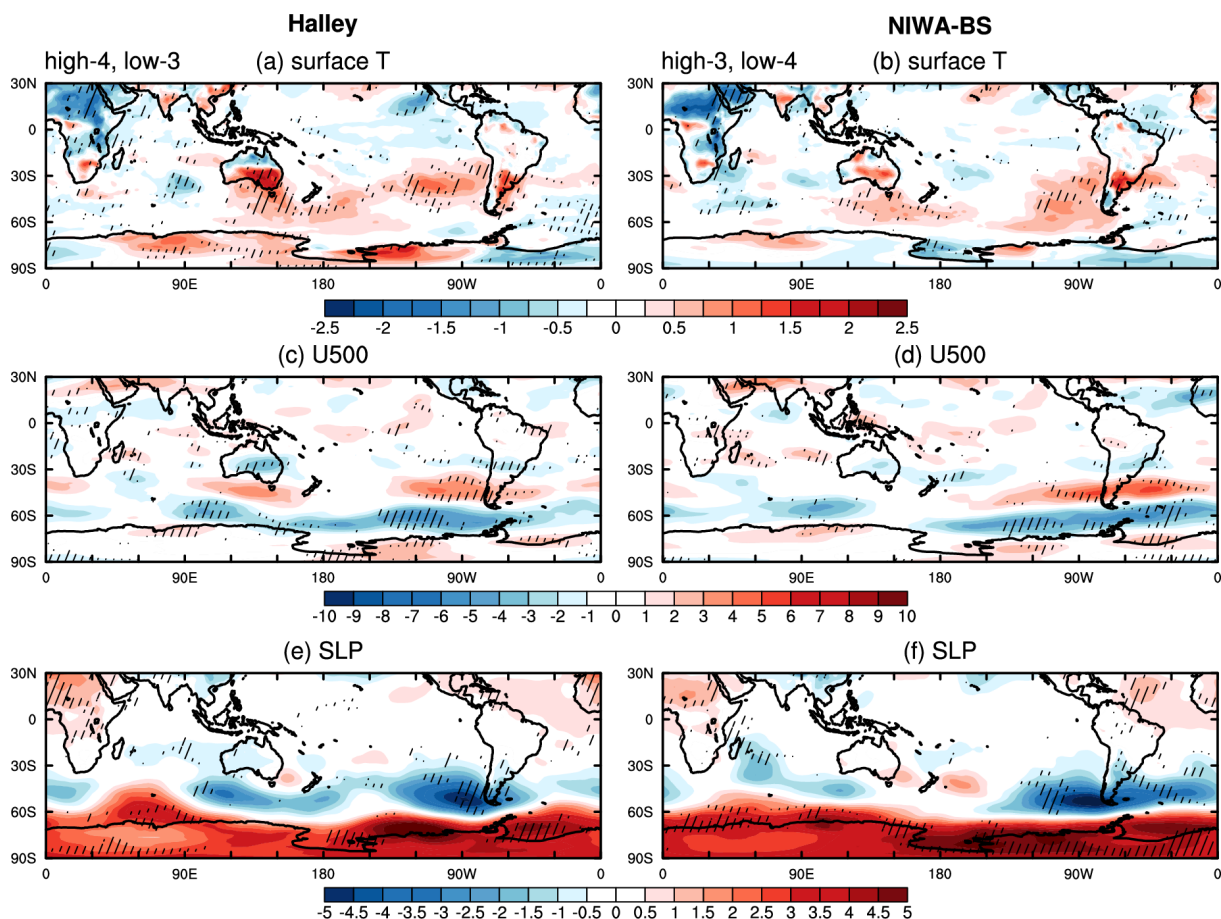 Halley NIWA-BS
high-4, low-3 (a) surface T high-3, low-4 (b) surface T
30N 30N
0 0
30S 30S
60S 60S
90S 90S
0 90E 180 90W 0 0 90E 180 90W 0
-2.5 -2 -1.5 -1 -0.5 0 0.5 1 1.5 2 2.5
(c) U500 (d) U500
30N 30N
0 0
30S 30S
60S 60S
90S 90S
0 90E 180 90W 0 0 90E 180 90W 0
-10 -9 -8 -7 -6 -5 -4 -3 -2 -1 0 1 2 3 4 5 6 7 8 9 10
(e) SLP (f) SLP
30N 30N
0 0
30S 30S
60S 60S
90S 90S
0 90E 180 90W 0 0 90E 180 90W 0
-5 -4.5 -4 -3.5 -3 -2.5 -2 -1.5 -1 -0.5 0 0.5 1 1.5 2 2.5 3 3.5 4 4.5 5